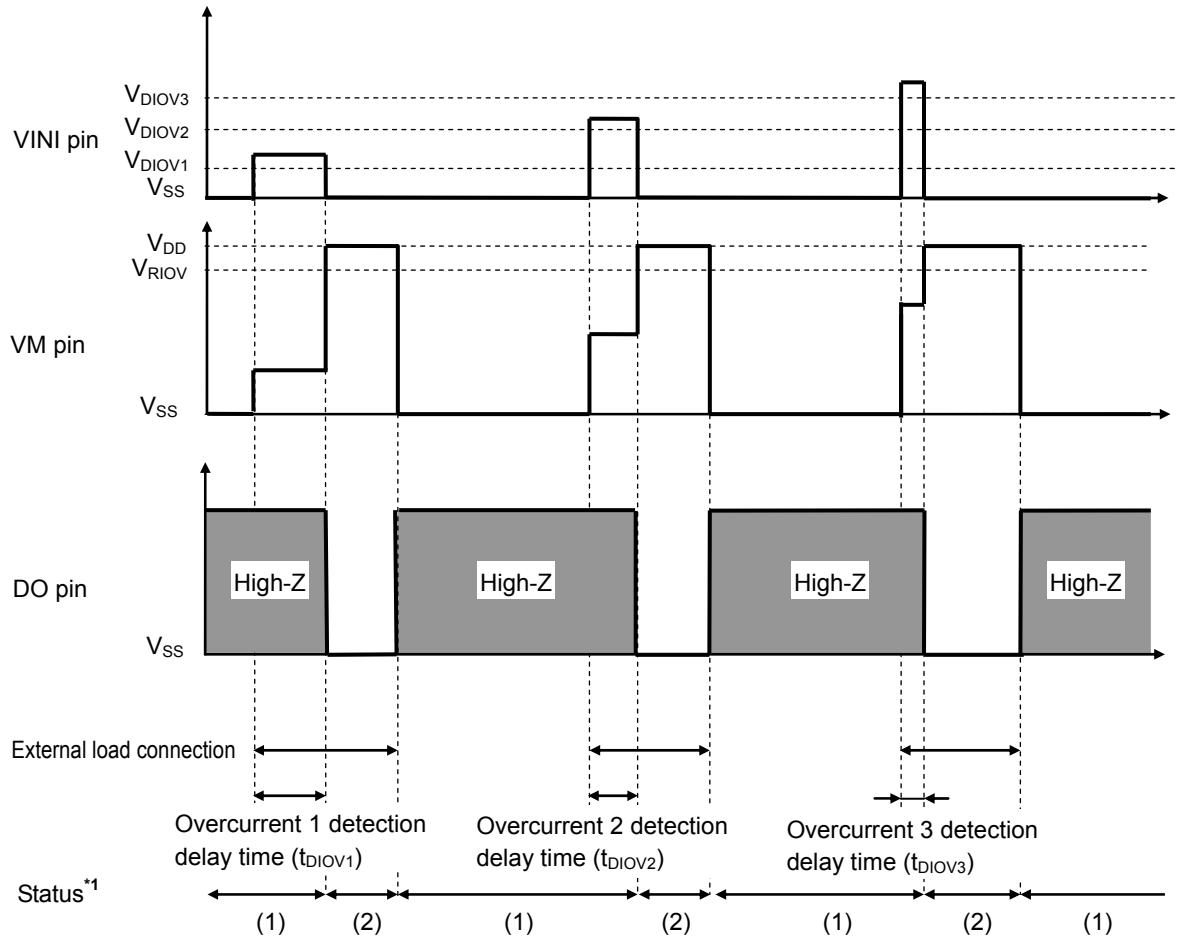 VDIOV3
VDIOV2
VINI pin
VDIOV1
VSS
VDD
VRIOV
VM pin
VSS
High-Z High-Z High-Z High-Z
DO pin
VSS
External load connection
Overcurrent 1 detection
delay time (tDIOV1)
Overcurrent 2 detection
delay time (tDIOV2)
Overcurrent 3 detection
delay time (tDIOV3)
Status*1
(1) (2) (1) (2) (1) (2) (1)